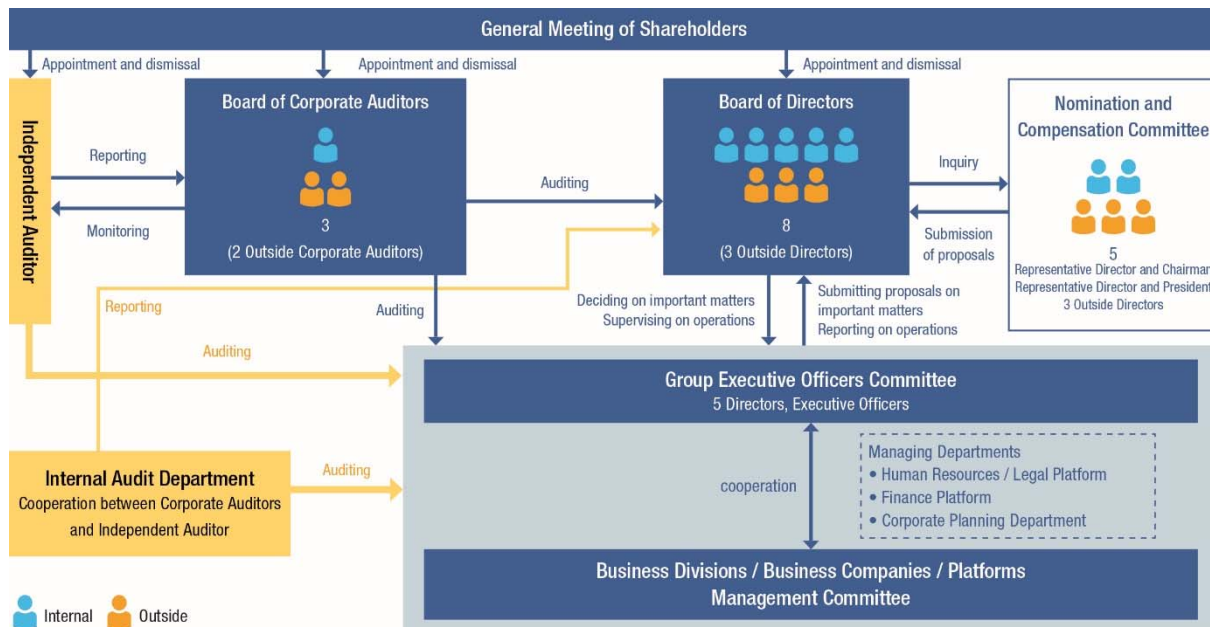 General Meeting of Shareholders
Appointment and dismissal
Appointment and dismissal
Appointment and dismissal
Independent Auditor
Reporting
Monitoring
Board of Corporate Auditors
3
(2 Outside Corporate Auditors)
Auditing
Board of Directors
8
(3 Outside Directors)
Inquiry
Submission
of proposals
Nomination and
Compensation Committee
5
Representative Director and Chairman
Representative Director and President
3 Outside Directors
Reporting
Auditing
Deciding on important matters
Supervising on operations
Submitting proposals on
important matters
Reporting on operations
Auditing
Group Executive Officers Committee
5 Directors, Executive Officers
Internal Audit Department
Cooperation between Corporate Auditors
and Independent Auditor
Auditing
cooperation
Managing Departments
• Human Resources / Legal Platform
• Finance Platform
• Corporate Planning Department
Business Divisions / Business Companies / Platforms
Management Committee
Internal
Outside